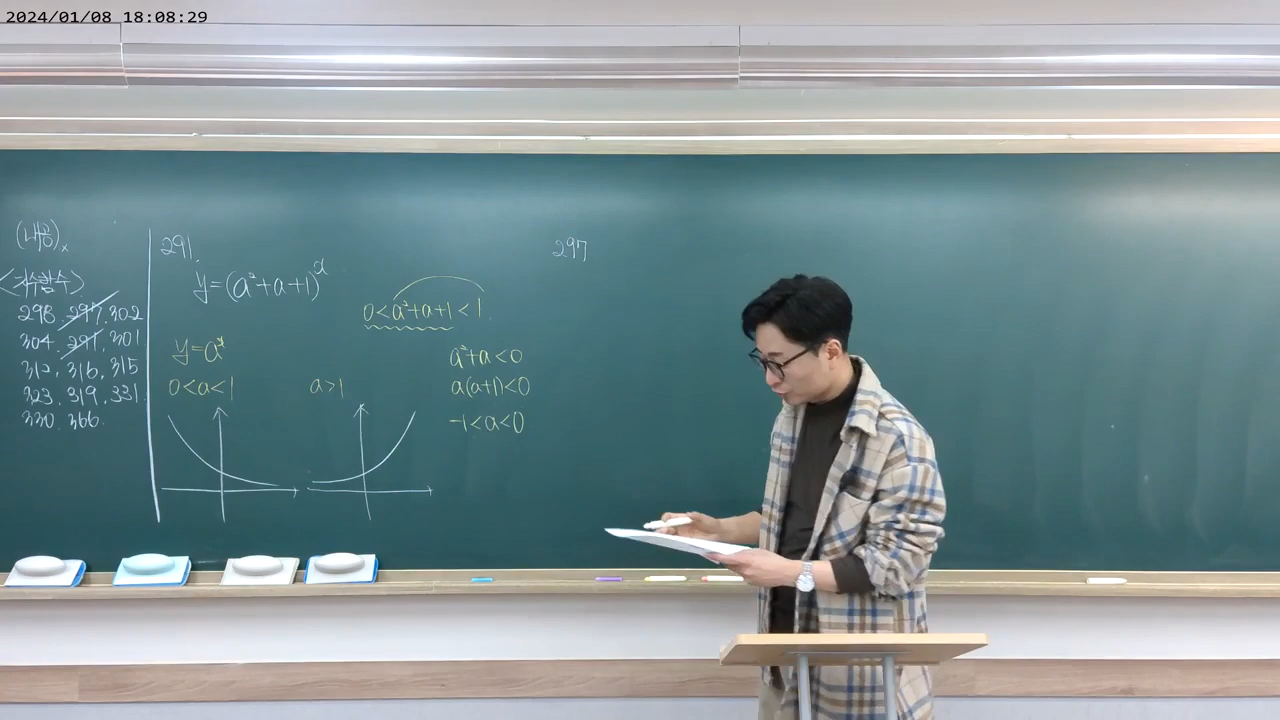 2024/01/08 18:08:29
(내공)x
<지수함수>
298. 297. 302
304. 291. 301
312. 316. 315
323. 319. 331
330. 366
291.
y=(a²+a+1)^x
y=a^x
0<a<1
a>1
0<a²+a+1<1.
a²+a<0
a(a+1)<0
-1<a<0
297